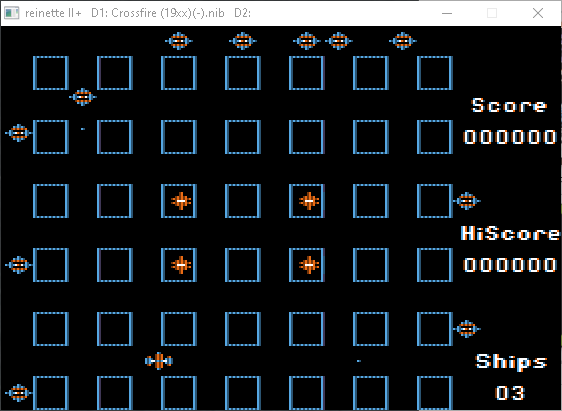 reinette II+ D1: Crossfire (19xx)(-).nib D2:
Score
000000
HiScore
000000
Ships
03